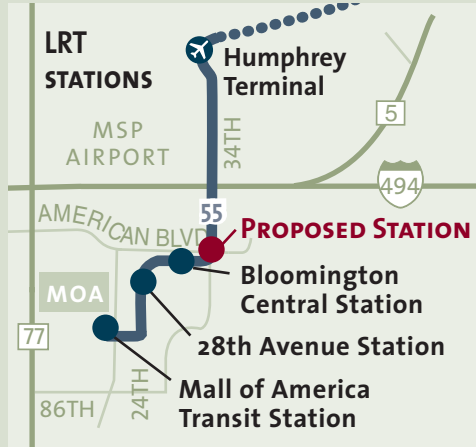 LRT
STATIONS
Humphrey
Terminal
5
MSP
AIRPORT
34TH
494
55
AMERICAN BLVD
PROPOSED STATION
Bloomington
Central Station
MOA
77
28th Avenue Station
24TH
Mall of America
Transit Station
86TH